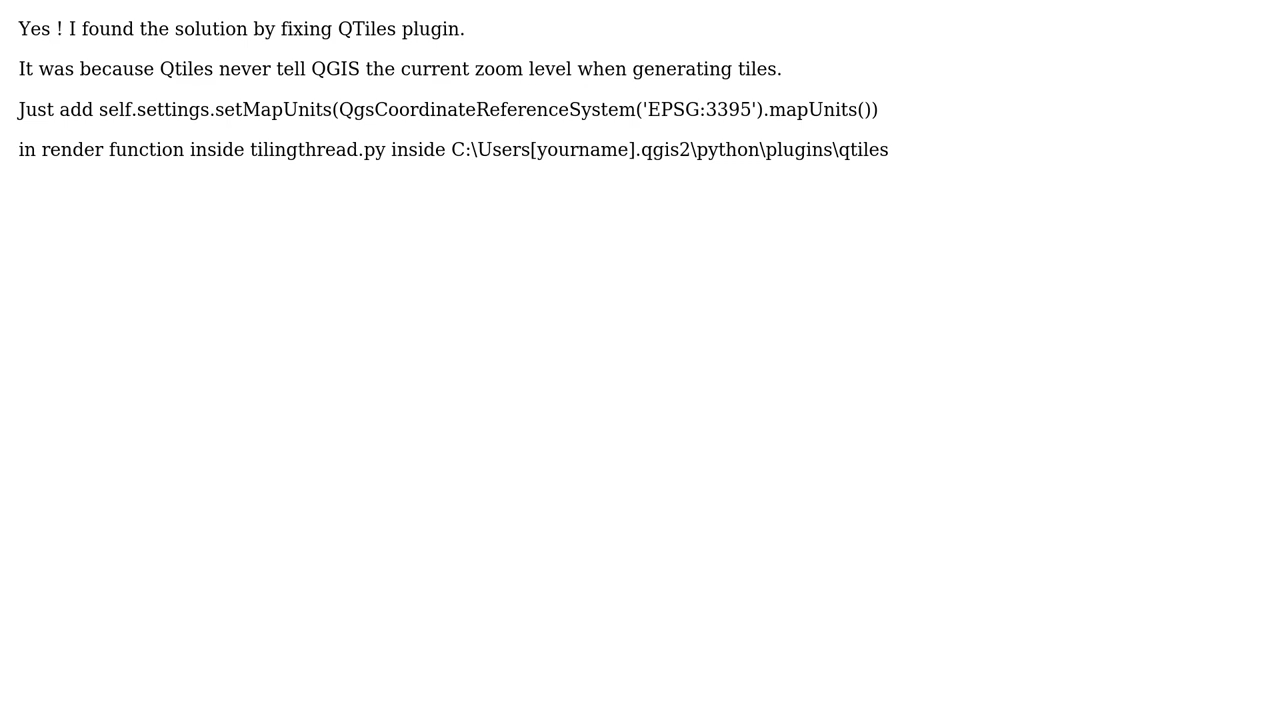 Yes ! I found the solution by fixing QTiles plugin.
It was because Qtiles never tell QGIS the current zoom level when generating tiles.
Just add self.settings.setMapUnits(QgsCoordinateReferenceSystem('EPSG:3395').mapUnits())
in render function inside tilingthread.py inside C:\Users[yourname].qgis2\python\plugins\qtiles